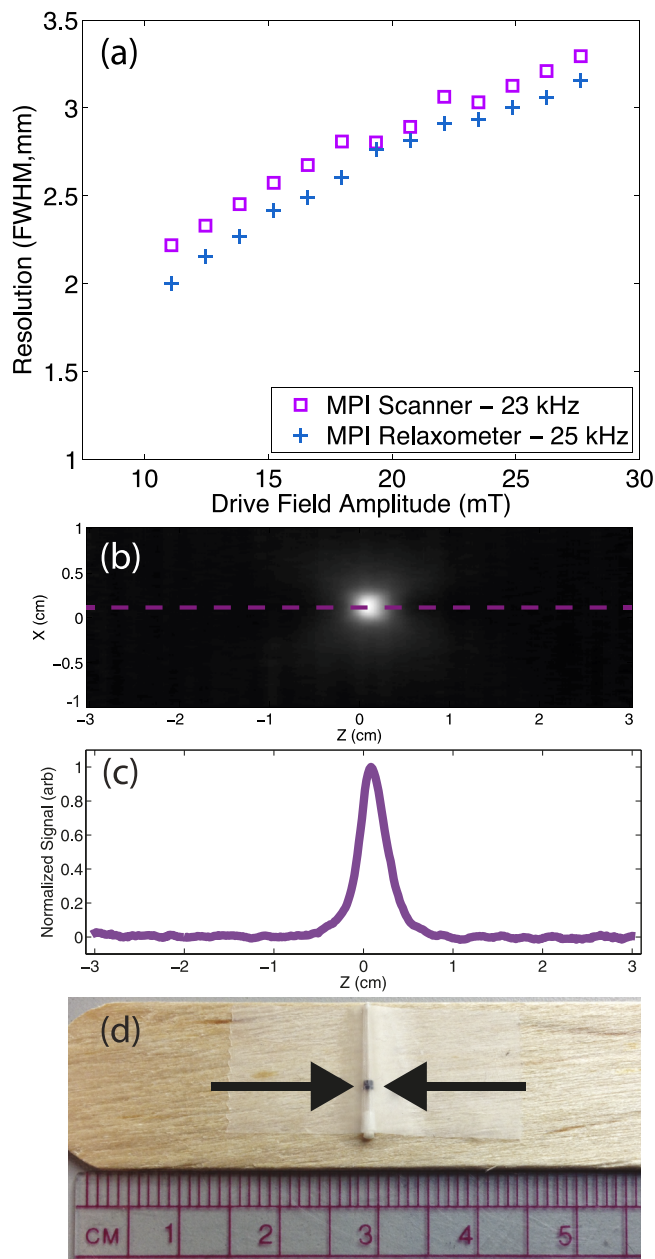 (a)
3.5
3
2.5
2
1.5
1
Resolution (FWHM,mm)
MPI Scanner – 23 kHz
MPI Relaxometer – 25 kHz
10 15 20 25 30
Drive Field Amplitude (mT)
(b)
1
0.5
0
−0.5
-1
X (cm)
−3 −2 −1 0 1 2 3
Z (cm)
(c)
1
0.8
0.6
0.4
0.2
0
Normalized Signal (arb)
−3 −2 −1 0 1 2 3
Z (cm)
(d)
CM 1 2 3 4 5